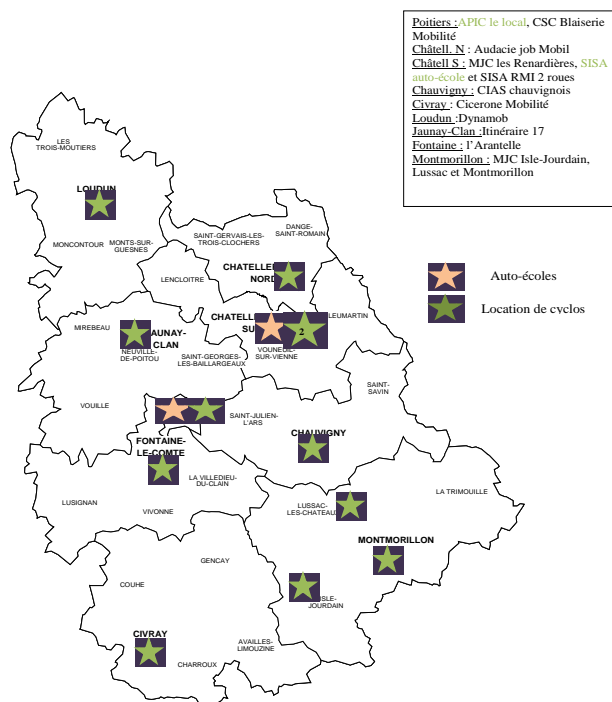 Poitiers :APIC le local, CSC Blaiserie
Mobilité
Châtell. N : Audacie job Mobil
Châtell S : MJC les Renardières, SISA
auto-école et SISA RMI 2 roues
Chauvigny : CIAS chauvignois
Civray : Cicerone Mobilité
Loudun :Dynamob
Jaunay-Clan :Itinéraire 17
Fontaine : l'Arantelle
Montmorillon : MJC Isle-Jourdain,
Lussac et Montmorillon
LES
TROIS-MOUTIERS
LOUDUN
MONCONTOUR
MONTS-SUR-
GUESNES
SAINT-GERVAIS-LES-
TROIS-CLOCHERS
DANGE-
SAINT-ROMAIN
LENCLOITRE
CHATELLE
NORD
Auto-écoles
Location de cyclos
CHATELL
SU
2
LEUMARTIN
MIREBEAU
AUNAY-
CLAN
NEUVILLE-
DE-POITOU
SAINT-GEORGES-
LES-BAILLARGEAUX
VOUNEUIL-
SUR-VIENNE
SAINT-
SAVIN
VOUILLE
SAINT-JULIEN-
L'ARS
CHAUVIGNY
FONTAINE-
LE-COMTE
LA VILLEDIEU-
DU-CLAIN
LUSIGNAN
VIVONNE
LUSSAC-
LES-CHATEAUX
LA TRIMOUILLE
MONTMORILLON
GENCAY
COUHE
ISLE-
JOURDAIN
CIVRAY
AVAILLES-
LIMOUZINE
CHARROUX